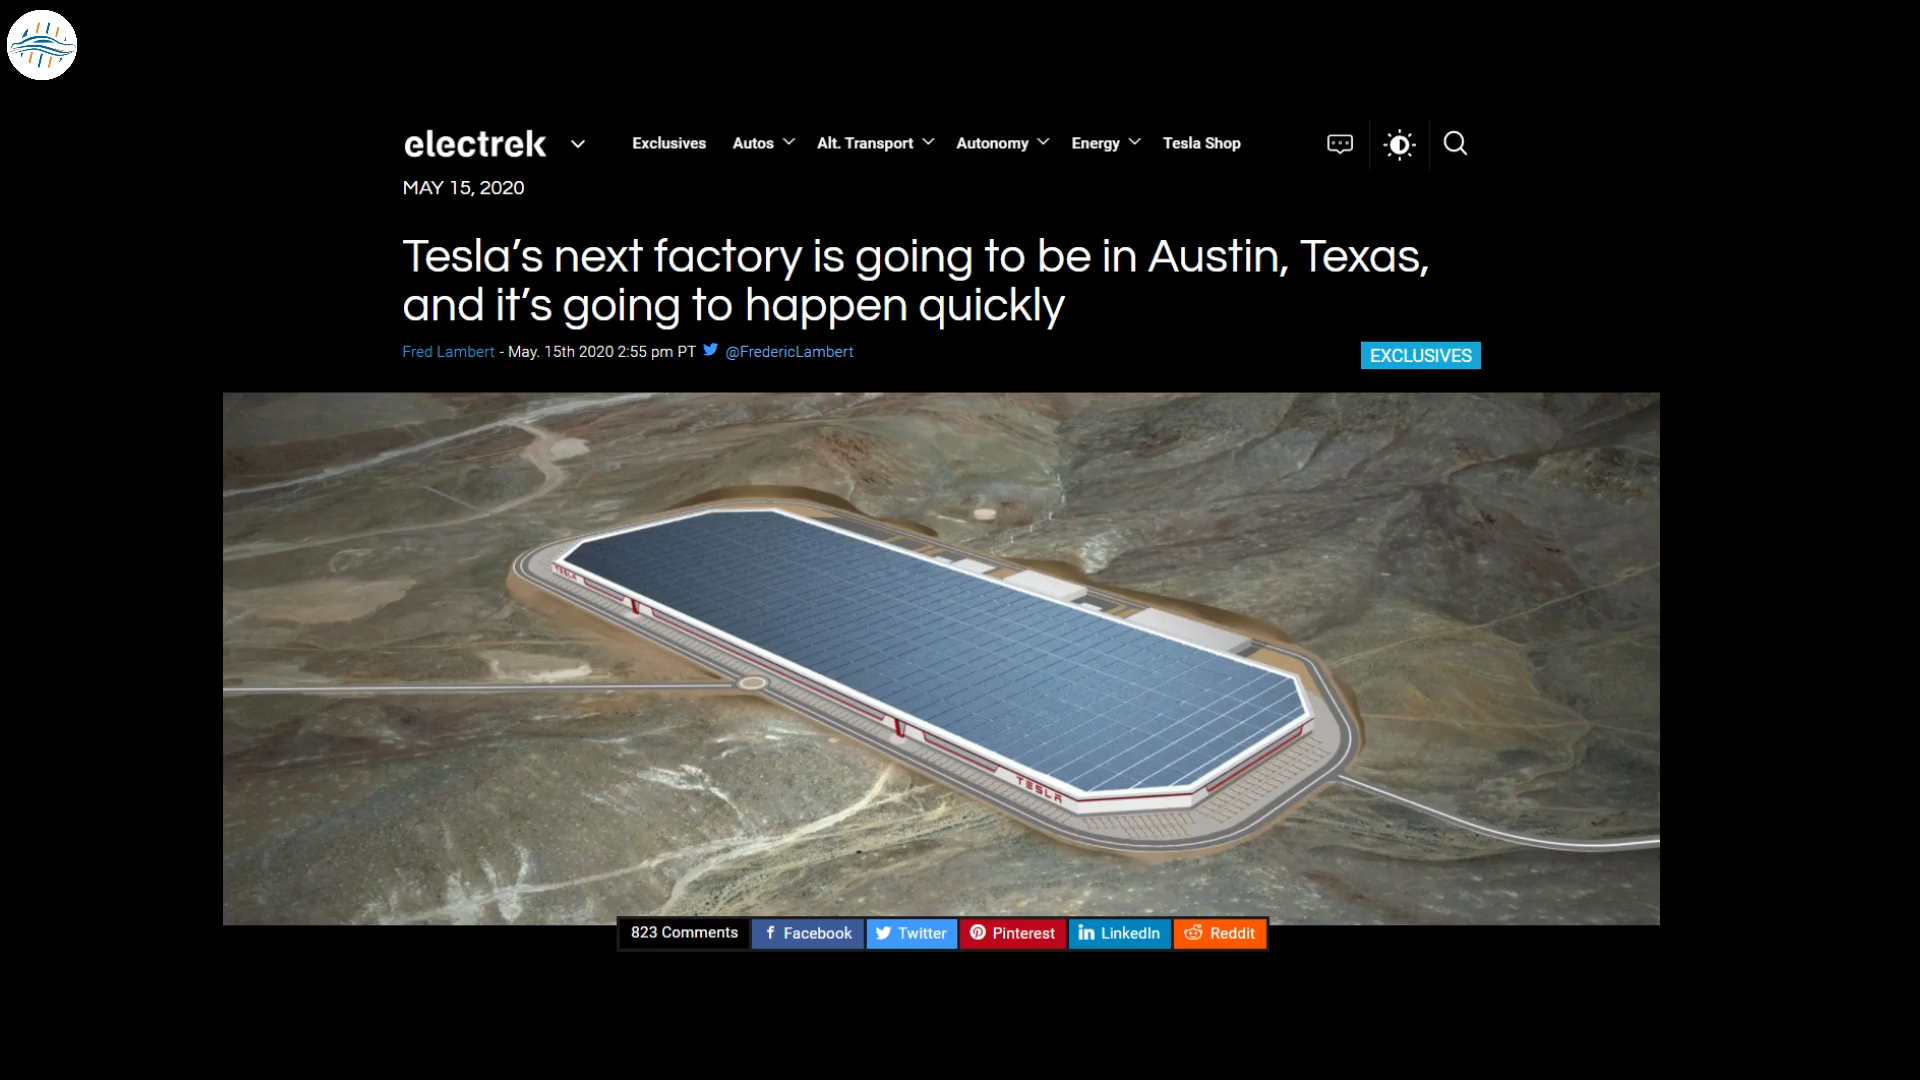 electrek
Exclusives Autos Alt. Transport Autonomy Energy Tesla Shop
MAY 15, 2020
Tesla's next factory is going to be in Austin, Texas,
and it's going to happen quickly
Fred Lambert - May. 15th 2020 2:55 pm PT @FredericLambert
EXCLUSIVES
TESLA
TESLA
823 Comments Facebook Twitter Pinterest LinkedIn Reddit